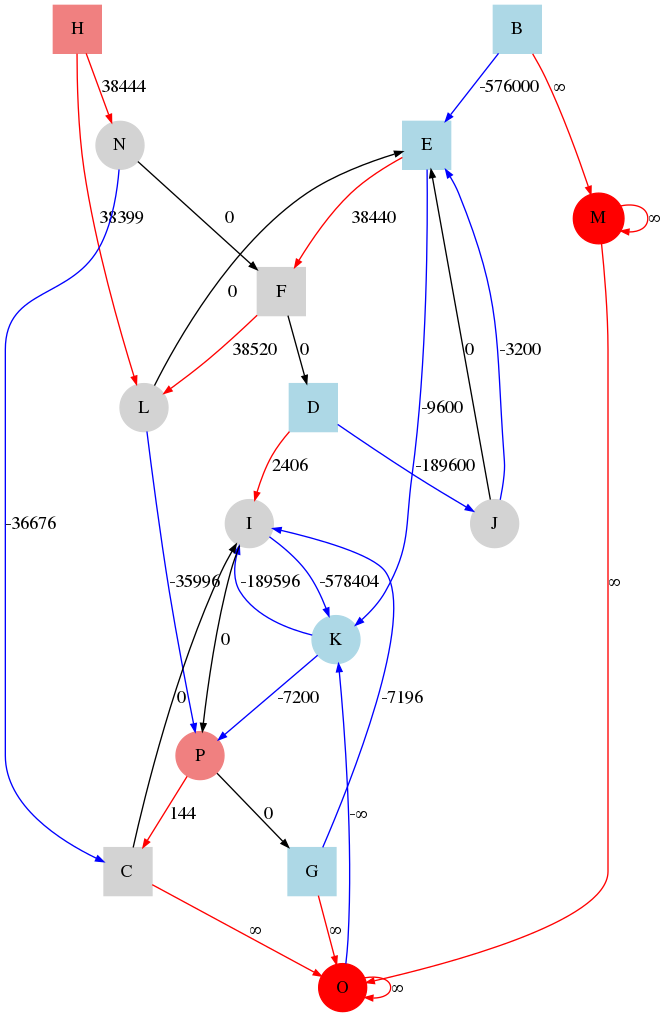 H B
38444 -576000 ∞
N E
M ∞
38399 0 38440
0 F
38520 0
L D
-9600 0 -3200
2406 -189600
-36676 I J
-35996 -189596 -578404 ∞
0 K
0 -7200 -7196
P
144 0 -∞
C G
∞ ∞
O ∞